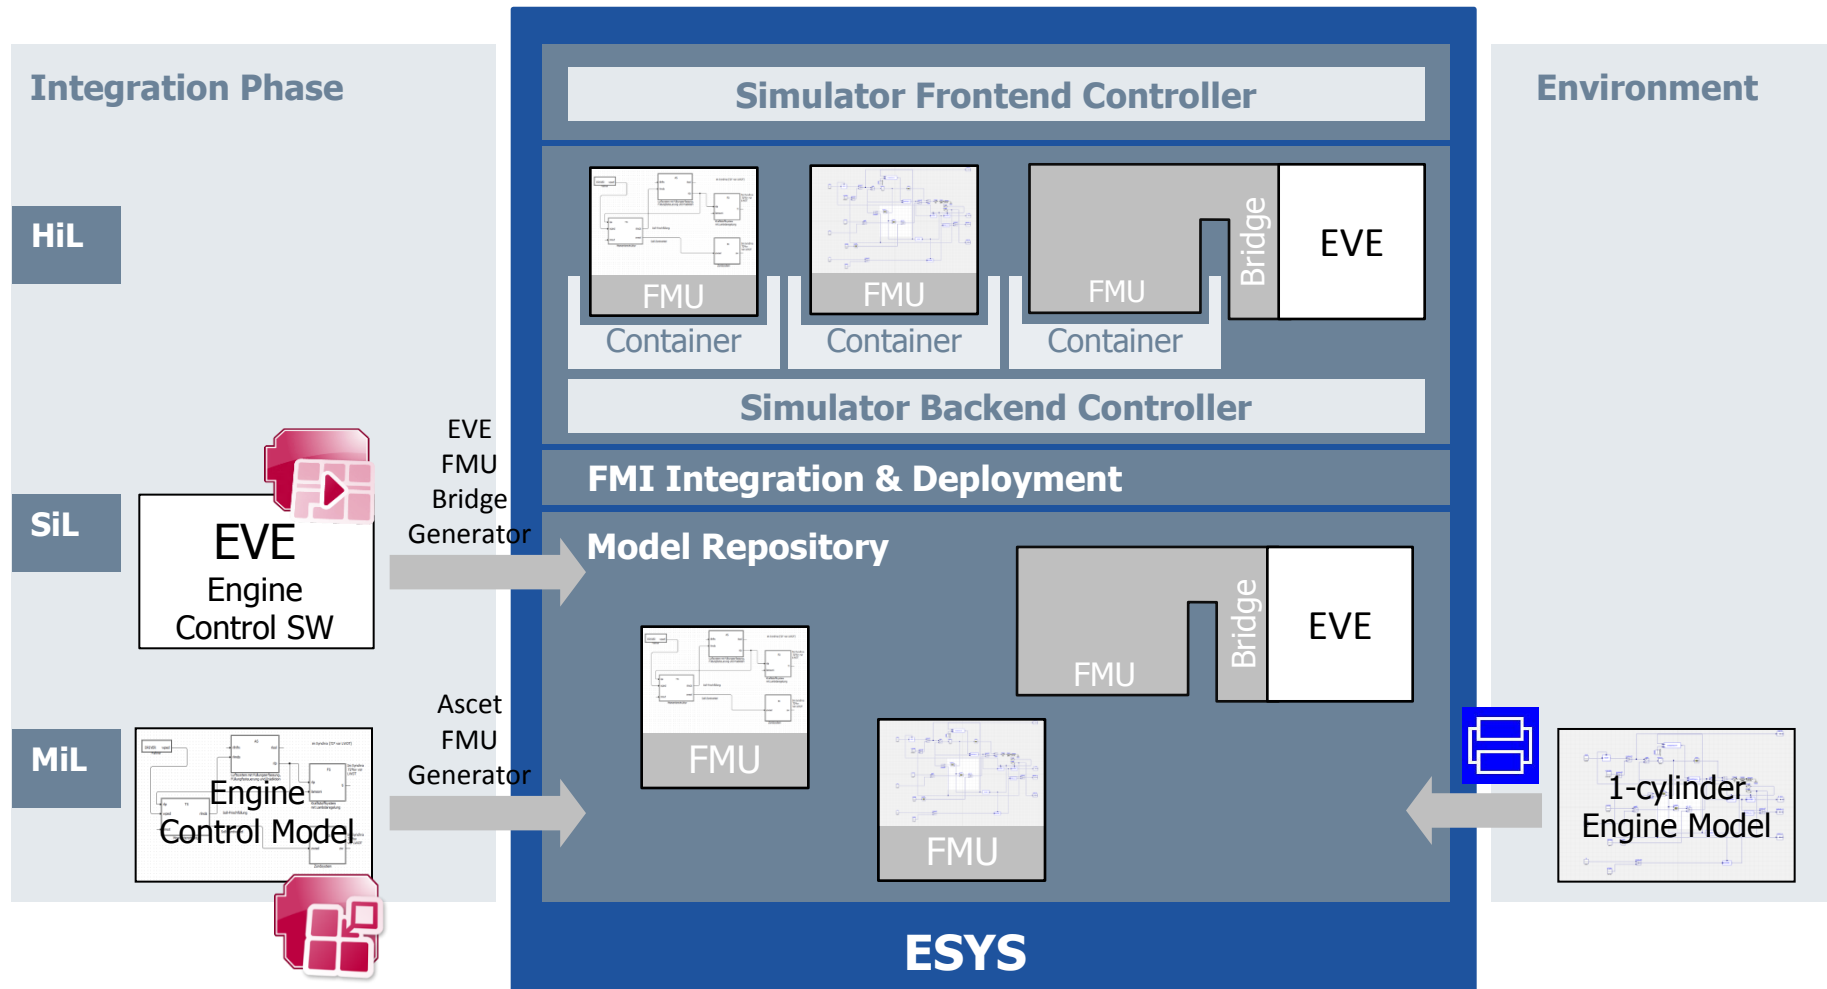 Integration Phase
HiL
SiL
MiL
EVE
Engine
Control SW
Engine
Control Model
EVE
FMU
Bridge
Generator
Ascet
FMU
Generator
Simulator Frontend Controller
FMU
Container
FMU
Container
FMU
Container
Bridge
EVE
Simulator Backend Controller
FMI Integration & Deployment
Model Repository
FMU
FMU
FMU
Bridge
EVE
ESYS
Environment
1-cylinder
Engine Model